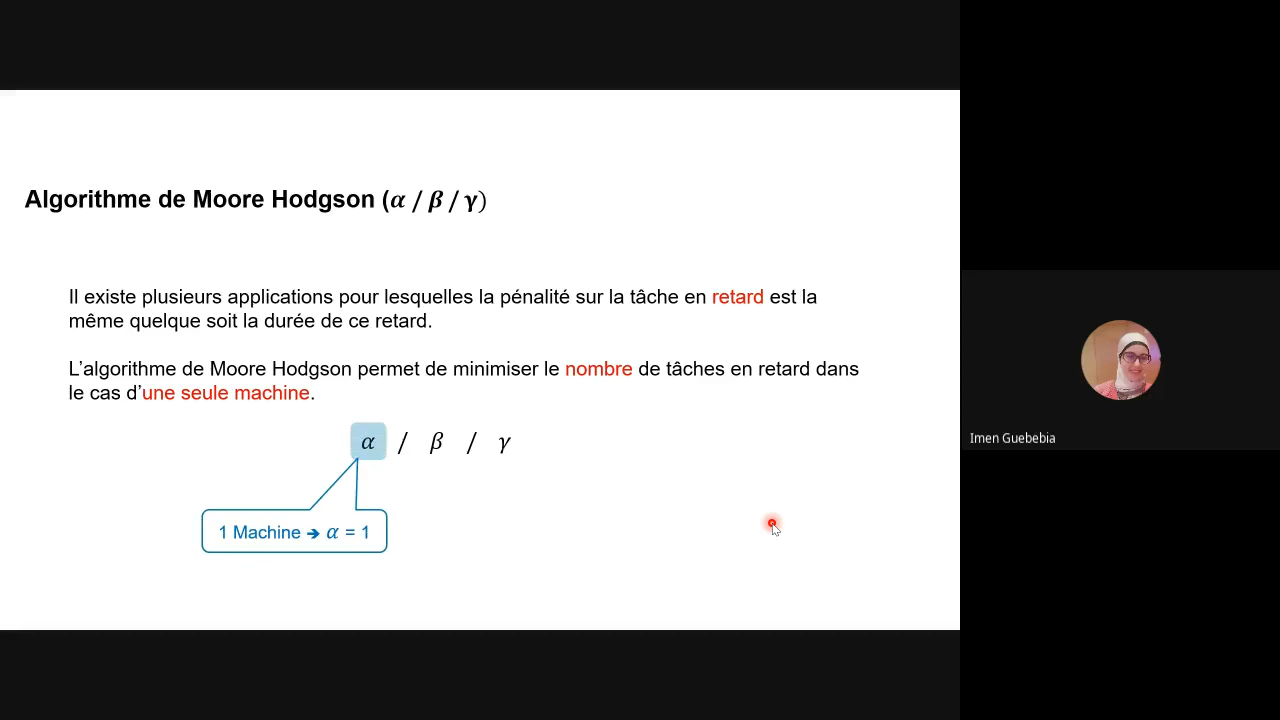 Algorithme de Moore Hodgson (α / β / γ)
Il existe plusieurs applications pour lesquelles la pénalité sur la tâche en retard est la
même quelque soit la durée de ce retard.
L’algorithme de Moore Hodgson permet de minimiser le nombre de tâches en retard dans
le cas d’une seule machine.
α / β / γ
1 Machine ➔ α = 1
Imen Guebebia